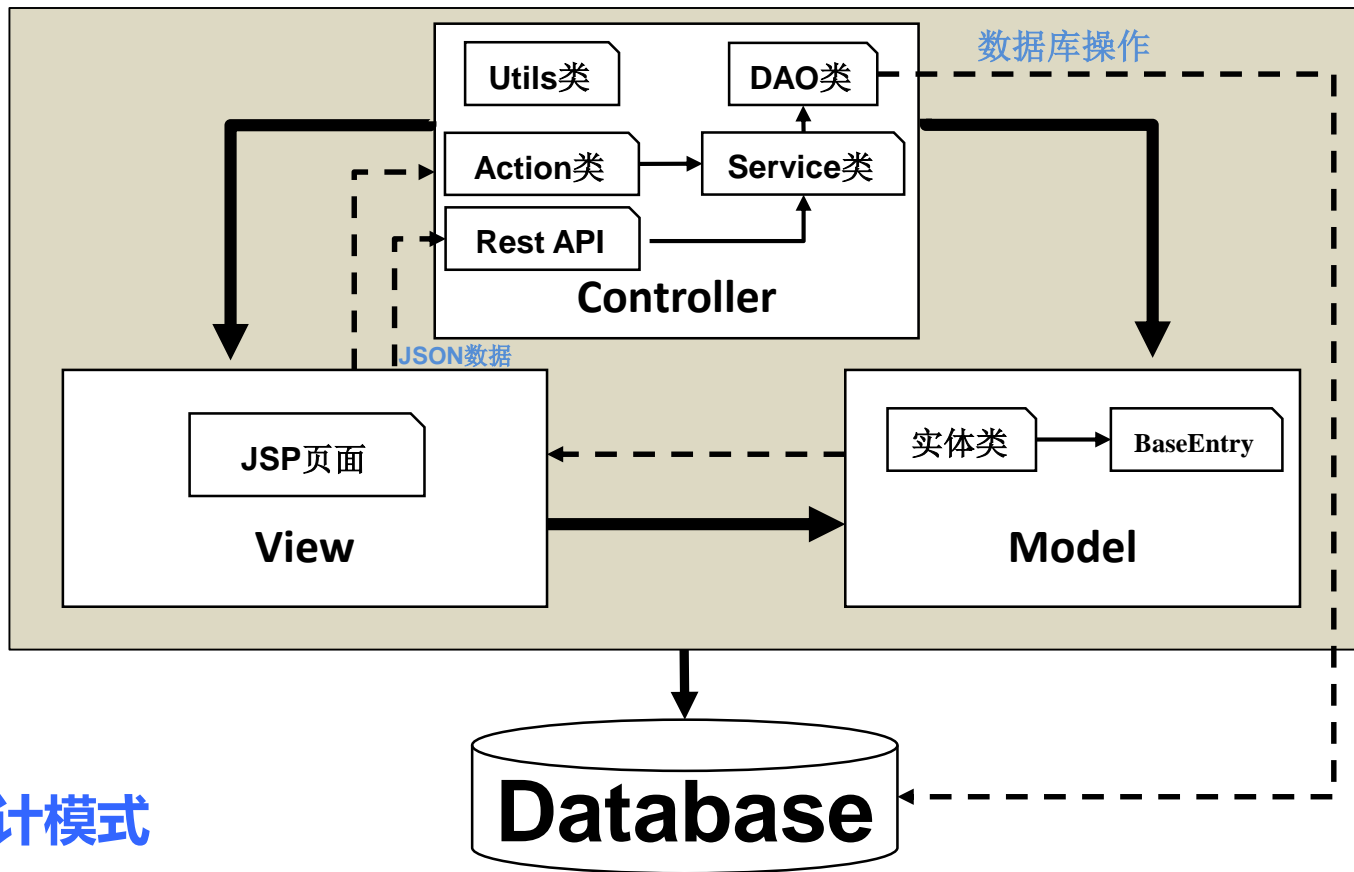 数据库操作
Utils类
DAO类
Action类
Service类
Rest API
Controller
JSON数据
JSP页面
View
实体类
BaseEntry
Model
Database
计模式